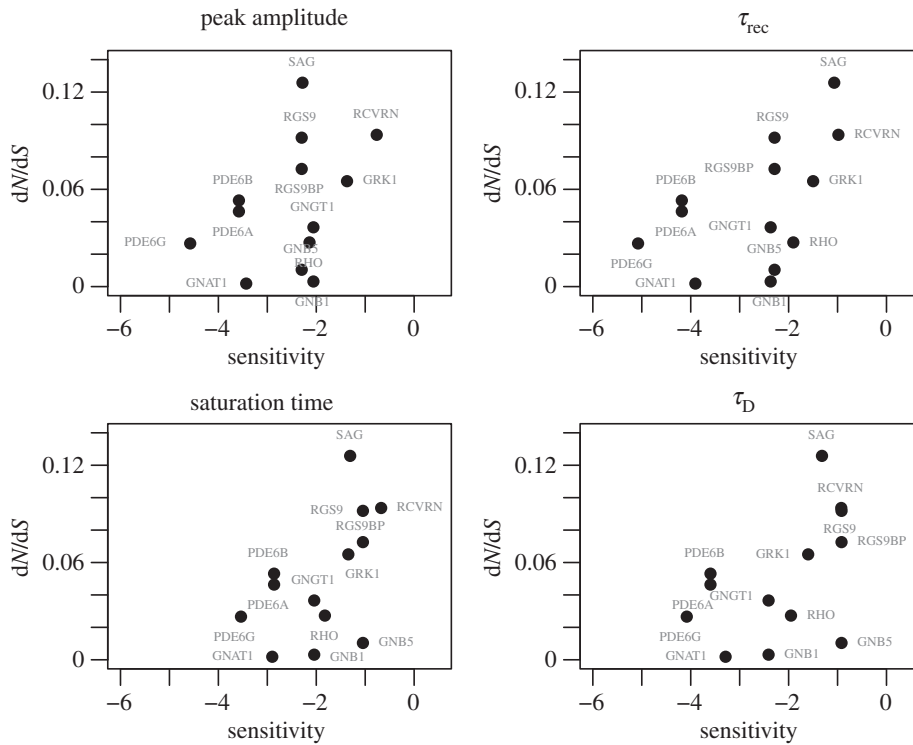 peak amplitude
τrec
SAG
RGS9
RCVRN
PDE6B
RGS9BP
GRK1
GNGT1
PDE6A
PDE6G
GNB5
RHO
GNAT1
GNB1
0.12
0.06
0
dN/dS
−6
−4
−2
0
sensitivity
SAG
RGS9
RCVRN
RGS9BP
PDE6B
GRK1
PDE6A
GNGT1
RHO
GNB5
PDE6G
GNAT1
GNB1
0.12
0.06
0
dN/dS
−6
−4
−2
0
sensitivity
saturation time
τD
SAG
RGS9
RCVRN
RGS9BP
PDE6B
GRK1
GNGT1
PDE6A
PDE6G
RHO
GNB5
GNAT1
GNB1
0.12
0.06
0
dN/dS
−6
−4
−2
0
sensitivity
SAG
RCVRN
RGS9
RGS9BP
PDE6B
GRK1
GNGT1
PDE6A
RHO
PDE6G
GNB5
GNAT1
GNB1
0.12
0.06
0
dN/dS
−6
−4
−2
0
sensitivity